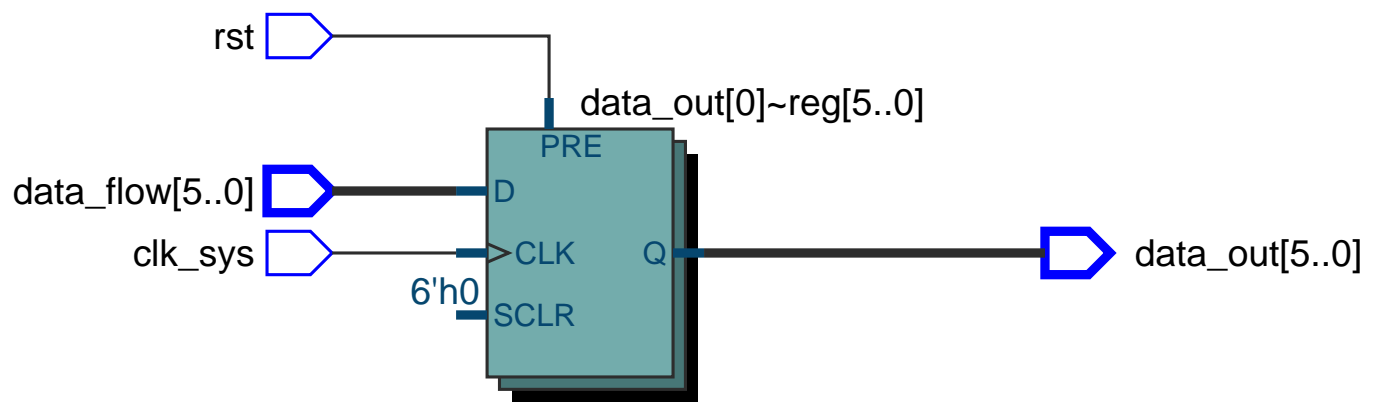 rst
data_out[0]~reg[5..0]
PRE
data_flow[5..0]
D
clk_sys
CLK
Q
data_out[5..0]
6'h0
SCLR